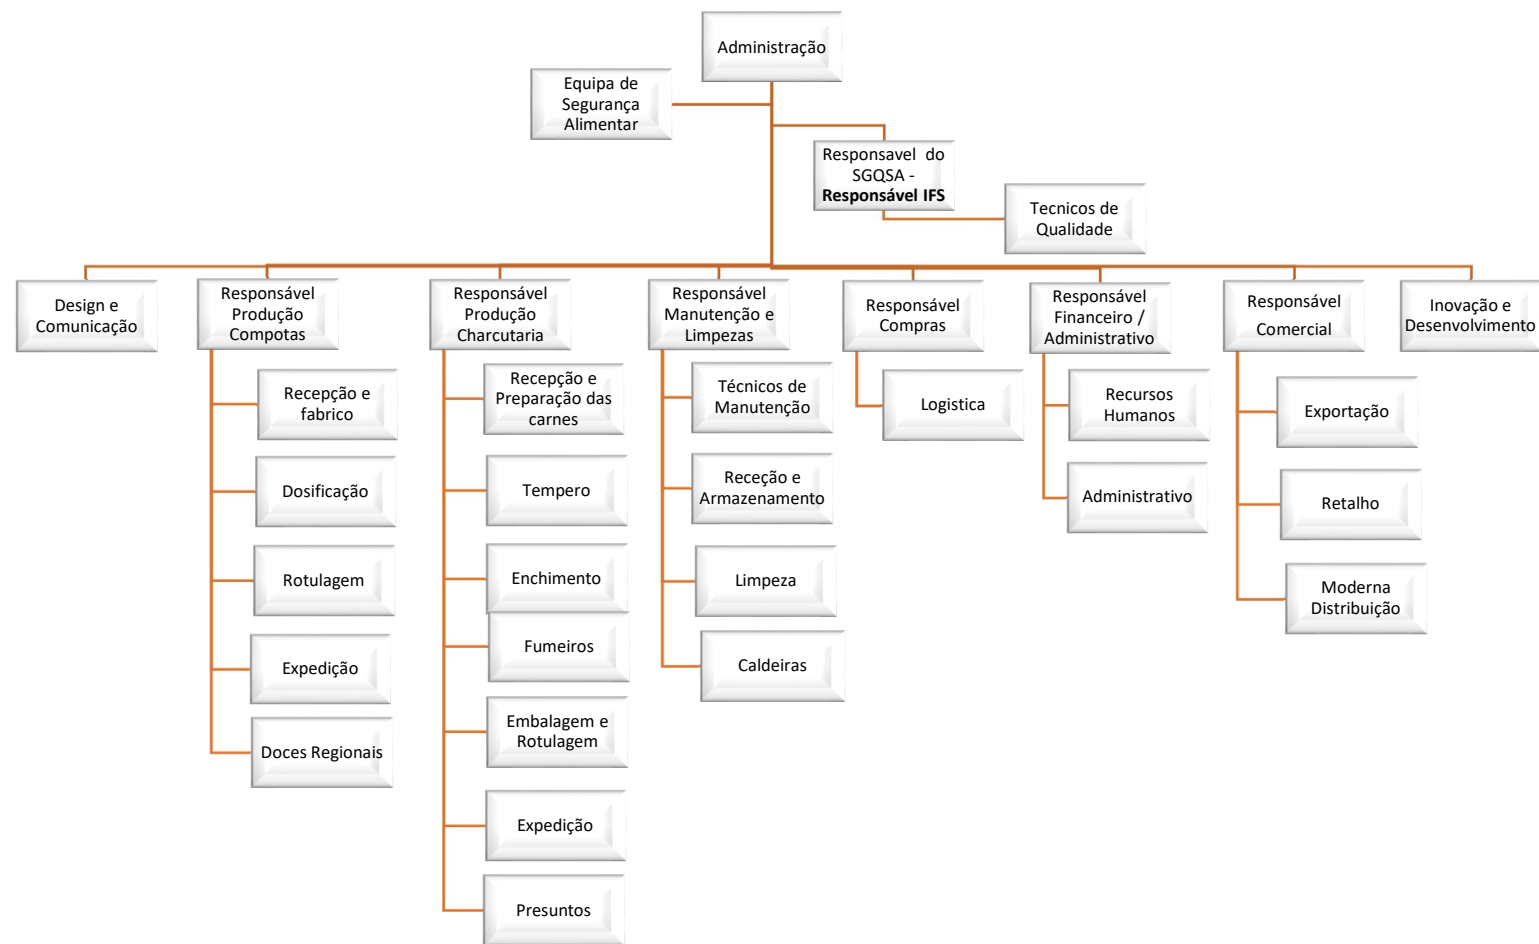 Administração
Equipa de
Segurança
Alimentar
Responsavel do
SGQSA -
Responsável IFS
Tecnicos de
Qualidade
Design e
Comunicação
Responsável
Produção
Compotas
Responsável
Produção
Charcutaria
Responsável
Manutenção e
Limpezas
Responsável
Compras
Responsável
Financeiro /
Administrativo
Responsável
Comercial
Inovação e
Desenvolvimento
Recepção e
fabrico
Dosificação
Rotulagem
Expedição
Doces Regionais
Recepção e
Preparação das
carnes
Tempero
Enchimento
Fumeiros
Embalagem e
Rotulagem
Expedição
Presuntos
Técnicos de
Manutenção
Receção e
Armazenamento
Limpeza
Caldeiras
Logistica
Recursos
Humanos
Administrativo
Exportação
Retalho
Moderna
Distribuição